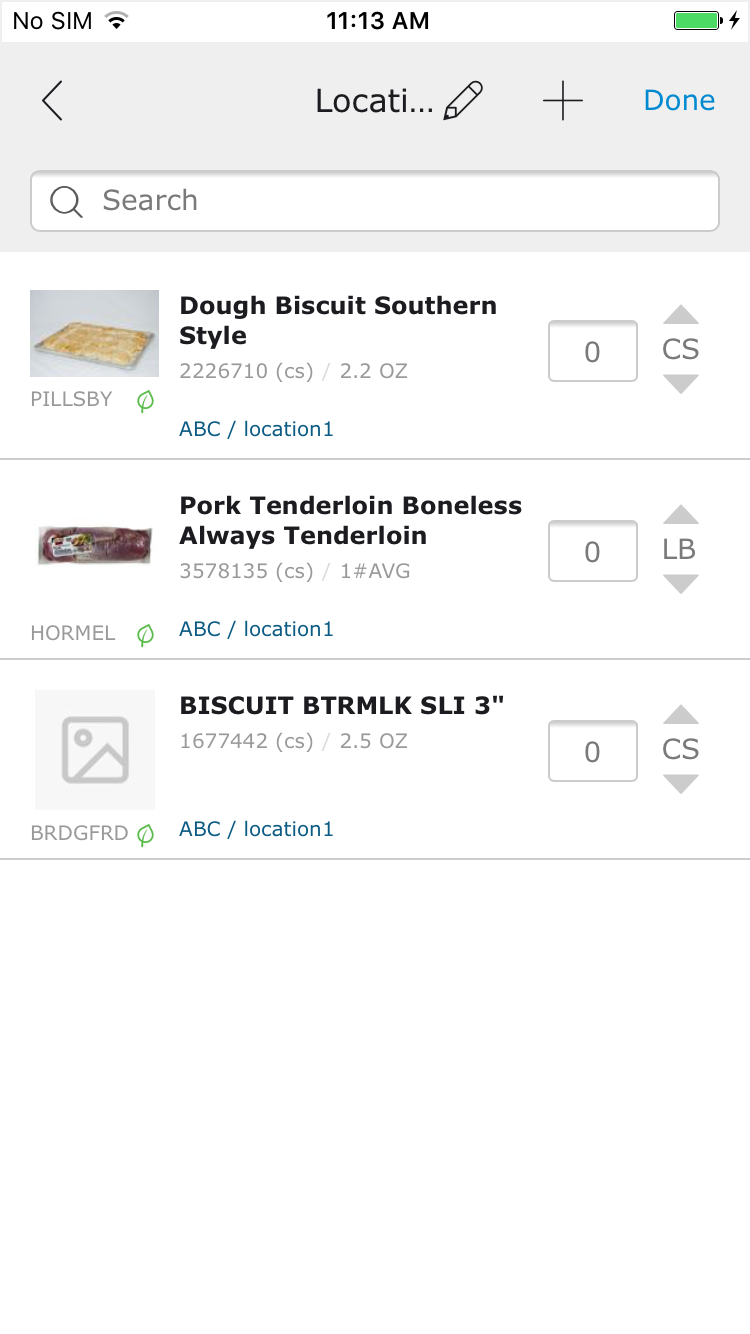 No SIM 11:13 AM
Locati... Done
Search
Dough Biscuit Southern
Style
2226710 (cs) / 2.2 OZ
PILLSBY
ABC / location1
0
CS
Pork Tenderloin Boneless
Always Tenderloin
3578135 (cs) / 1#AVG
HORMEL
ABC / location1
0
LB
BISCUIT BTRMLK SLI 3"
1677442 (cs) / 2.5 OZ
BRDGFRD
ABC / location1
0
CS